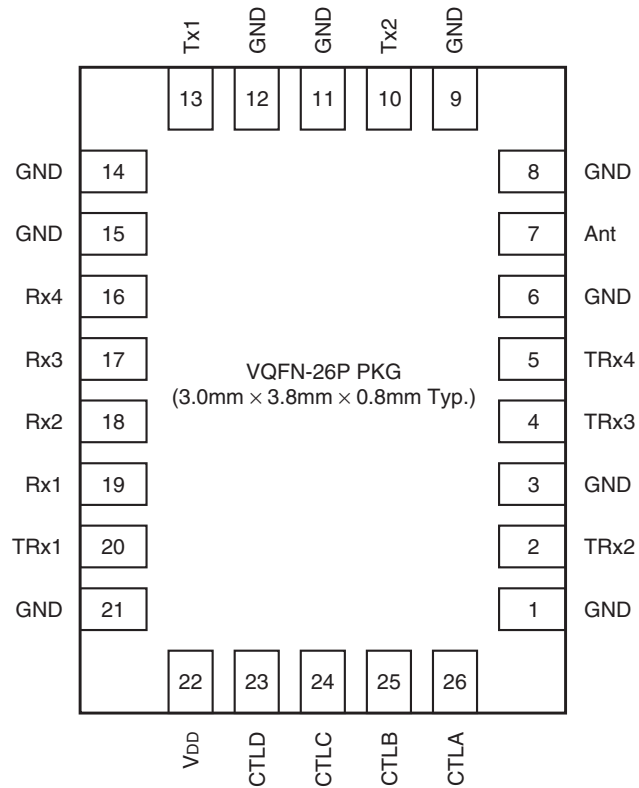 Tx1 GND GND Tx2 GND
13 12 11 10 9
GND 14 8 GND
GND 15 7 Ant
Rx4 16 6 GND
Rx3 17 5 TRx4
VQFN-26P PKG
(3.0mm × 3.8mm × 0.8mm Typ.)
Rx2 18 4 TRx3
Rx1 19 3 GND
TRx1 20 2 TRx2
GND 21 1 GND
22 23 24 25 26
VDD CTLD CTLC CTLB CTLA